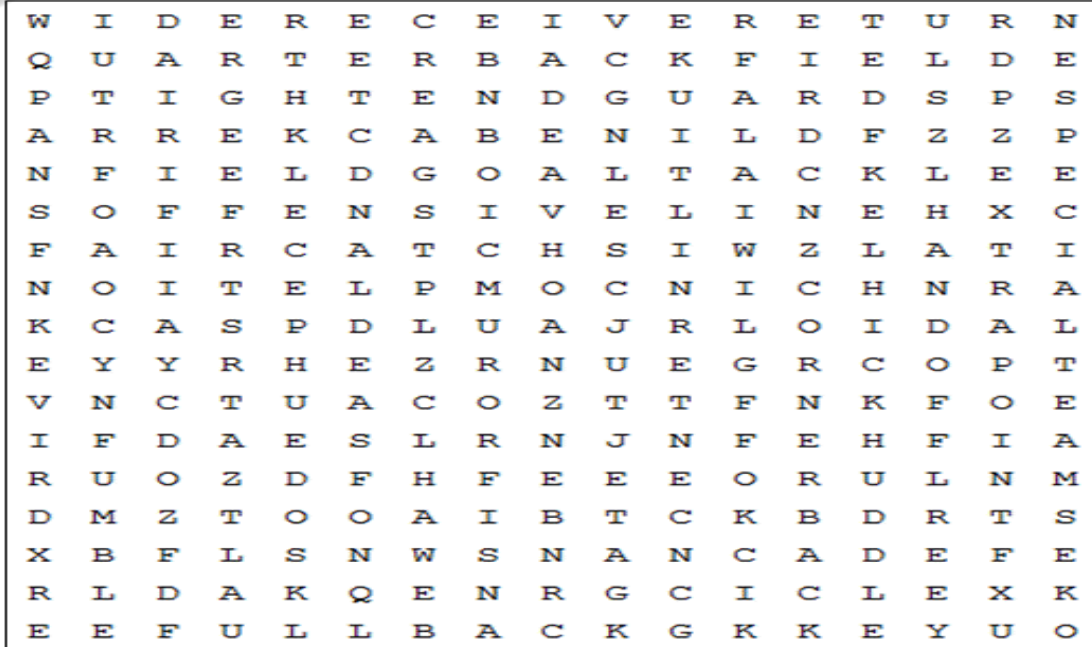 W I D E R E C E I V E R E T U R N
Q U A R T E R B A C K F I E L D E
P T I G H T E N D G U A R D S P S
A R R E K C A B E N I L D F Z Z P
N F I E L D G O A L T A C K L E E
S O F F E N S I V E L I N E H X C
F A I R C A T C H S I W Z L A T I
N O I T E L P M O C N I C H N R A
K C A S P D L U A J R L O I D A L
E Y Y R H E Z R N U E G R C O P T
V N C T U A C O Z T T F N K F O E
I F D A E S L R N J N F E H F I A
R U O Z D F H F E E E O R U L N M
D M Z T O O A I B T C K B D R T S
X B F L S N W S N A N C A D E F E
R L D A K Q E N R G C I C L E X K
E E F U L L B A C K G K K E Y U O